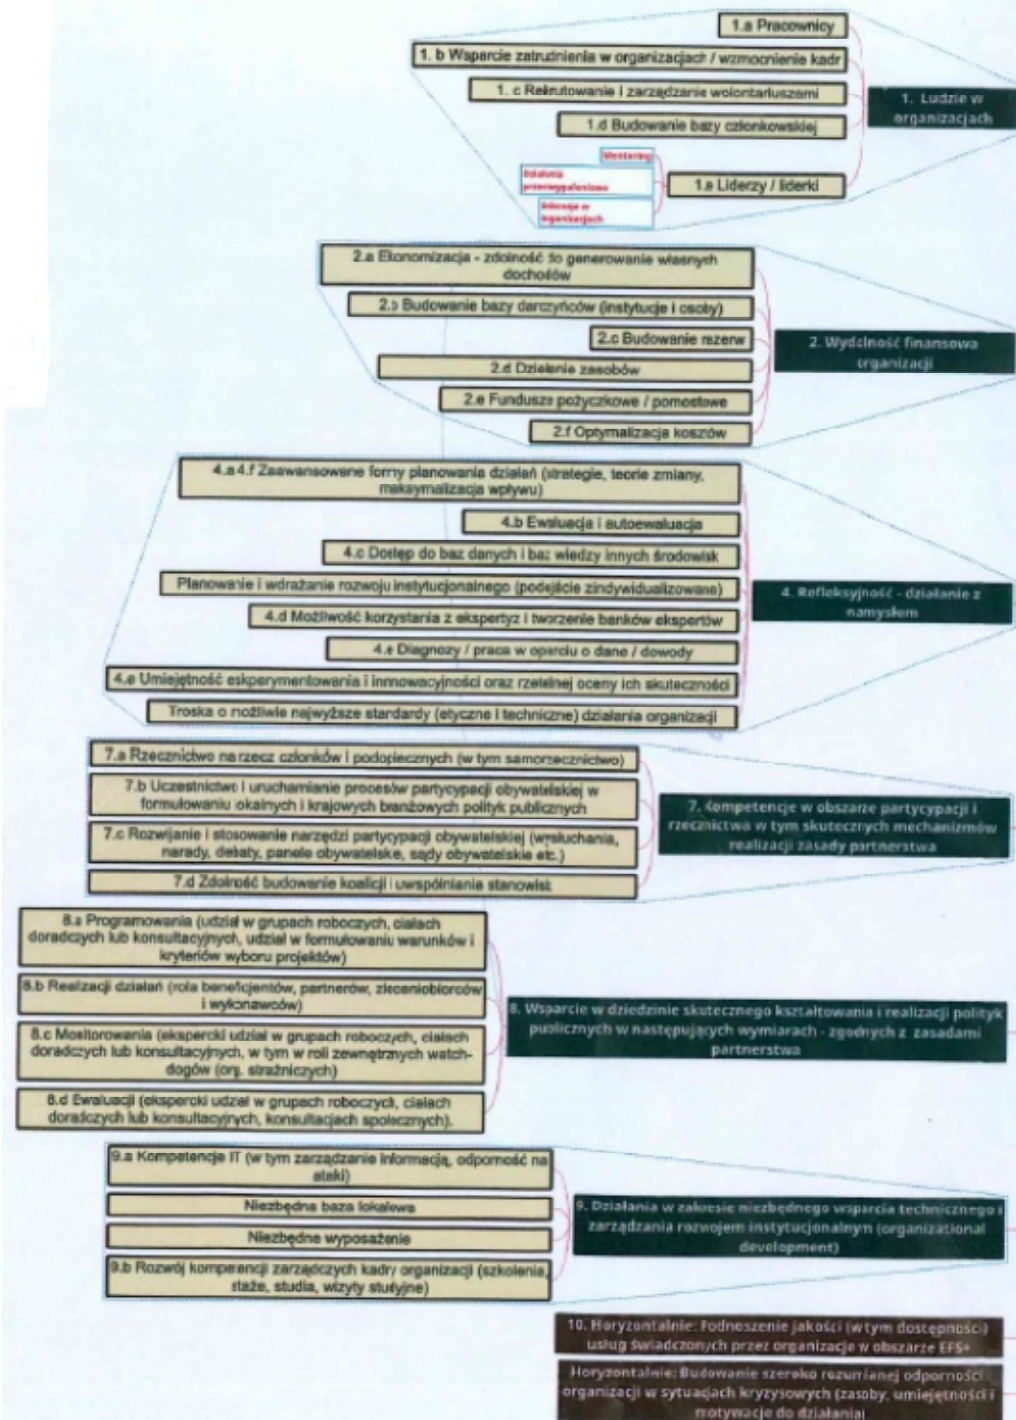 1.a Pracownicy
1. b Wsparcie zatrudnienia w organizacjach / wzmocnienie kadr
1. c Rekrutowanie i zarządzanie wolontariuszami
1.d Budowanie bazy członkowskiej
Mentoring
Działania
przeciwypaleniowe
Sukcesja w
organizacjach
1.e Liderzy / liderki
1. Ludzie w
organizacjach
2.a Ekonomizacja - zdolność do generowania własnych
dochodów
2.b Budowanie bazy darczyńców (instytucje i osoby)
2.c Budowanie rezerw
2.d Dzielenie zasobów
2.e Fundusze pożyczkowe / pomostowe
2.f Optymalizacja kosztów
2. Wydolność finansowa
organizacji
4.a4.f Zaawansowane formy planowania działań (strategie, teorie zmiany,
maksymalizacja wpływu)
4.b Ewaluacja i autoewaluacja
4.c Dostęp do baz danych i baz wiedzy innych środowisk
Planowanie i wdrażanie rozwoju instytucjonalnego (podejście zindywidualizowane)
4.d Możliwość korzystania z ekspertyz i tworzenie banków ekspertów
4.e Diagnozy / praca w oparciu o dane / dowody
4.e Umiejętność eskperymentowania i innnowacyjności oraz rzetelnej oceny ich skuteczności
Troska o możliwie najwyższe standardy (etyczne i techniczne) działania organizacji
4. Refleksyjność - działanie z
namysłem
7.a Rzecznictwo na rzecz członków i podopiecznych (w tym samorzecznictwo)
7.b Uczestnictwo i uruchamianie procesów partycypacji obywatelskiej w
formułowaniu okalnych i krajowych branżowych polityk publicznych
7.c Rozwijanie i stosowanie narzędzi partycypacji obywatelskiej (wysłuchania,
narady, debaty, panele obywatelske, sądy obywatelskie etc.)
7.d Zdolność budowanie koalicji i uwspólniania stanowisk
7. Kompetencje w obszarze partycypacji i
rzecznictwa w tym skutecznych mechanizmów
realizacji zasady partnerstwa
8.a Programowania (udział w grupach roboczych, ciałach
doradczych lub konsultacyjnych, udział w formułowaniu warunków i
kryteriów wyboru projektów)
8.b Realizacji działań (rola beneficjentów, partnerów, zleceniobiorców
i wykonawców)
8.c Monitorowania (ekspercki udział w grupach roboczych, ciałach
doradczych lub konsultacyjnych, w tym w roli zewnętrznych watch-
dogów (org. strażniczych)
8.d Ewaluacji (ekspercki udział w grupach roboczych, ciałach
doradczych lub konsultacyjnych, konsultacjach społecznych).
8. Wsparcie w dziedzinie skutecznego kształtowania i realizacji polityk
publicznych w następujących wymiarach - zgodnych z zasadami
partnerstwa
9.a Kompetencje IT (w tym zarządzanie informacją, odporność na
ataki)
Niezbędna baza lokalowa
Niezbędne wyposażenie
9.b Rozwój kompetencji zarządczych kadry organizacji (szkolenia,
staże, studia, wizyty studyjne)
9. Działania w zakresie niezbędnego wsparcia technicznego i
zarządzania rozwojem instytucjonalnym (organizational
development)
10. Horyzontalnie: Podnoszenie jakości (w tym dostępności)
usług świadczonych przez organizacje w obszarze EFS+
Horyzontalnie: Budowanie szeroko rozumianej odporności
organizacji w sytuacjach kryzysowych (zasoby, umiejętności i
motywacje do działania)